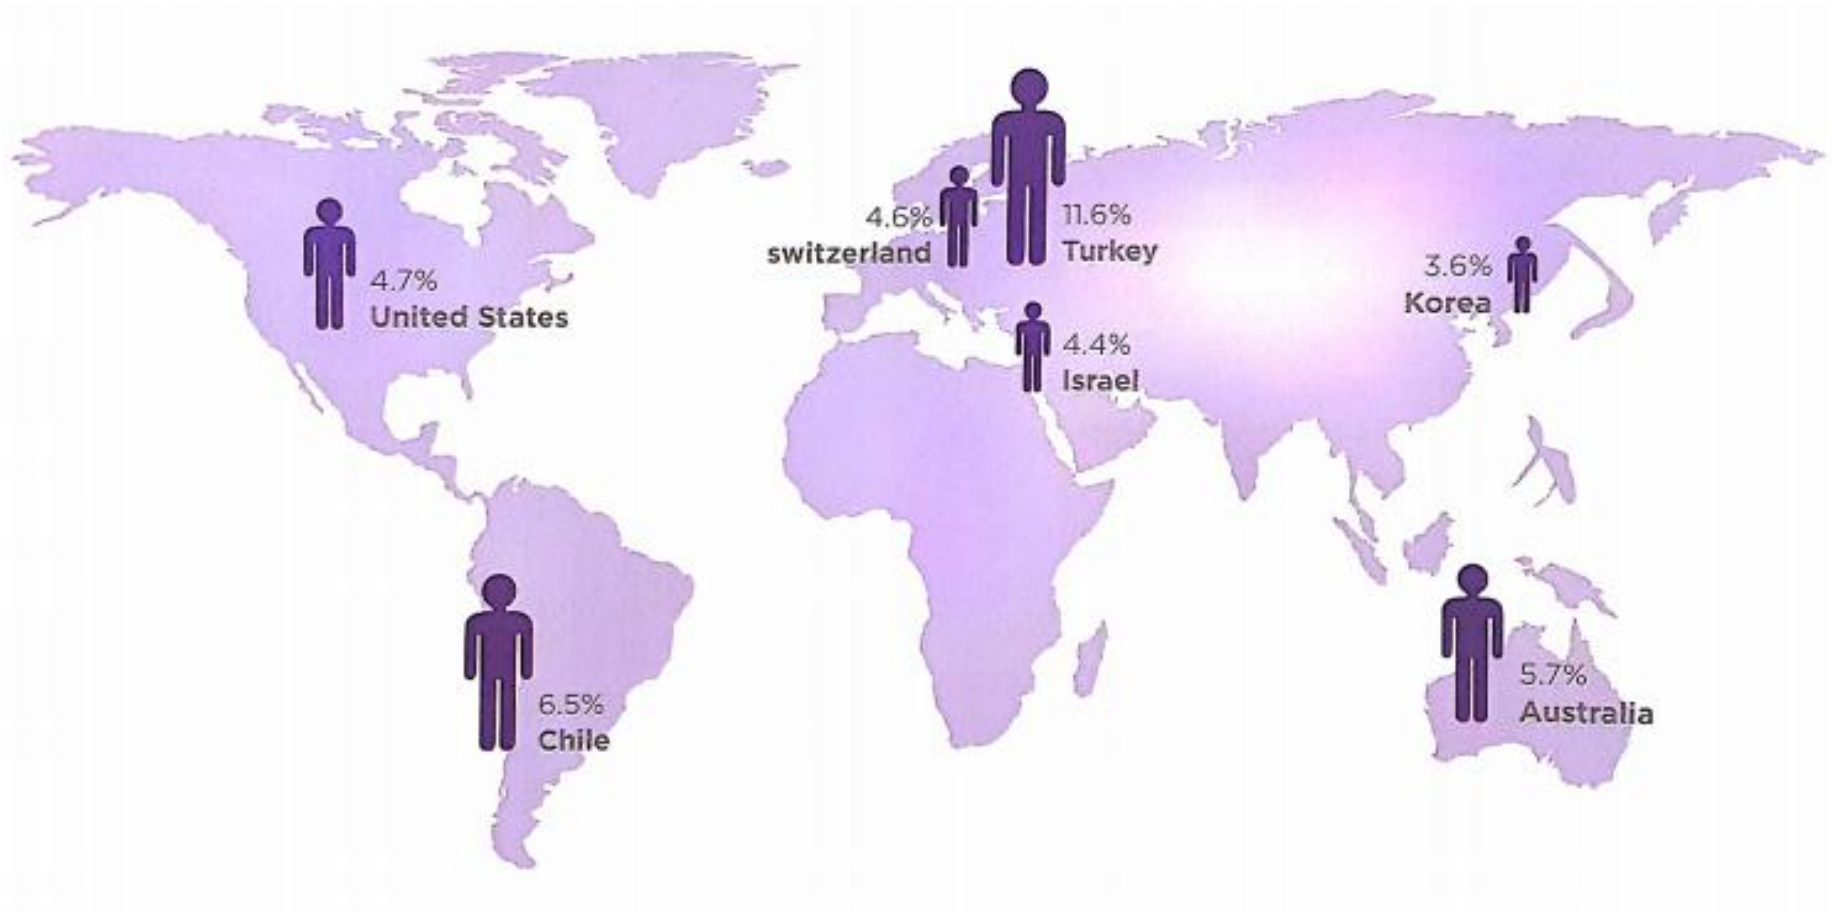 4.6%
switzerland
11.6%
Turkey
4.7%
United States
3.6%
Korea
4.4%
Israel
6.5%
Chile
5.7%
Australia